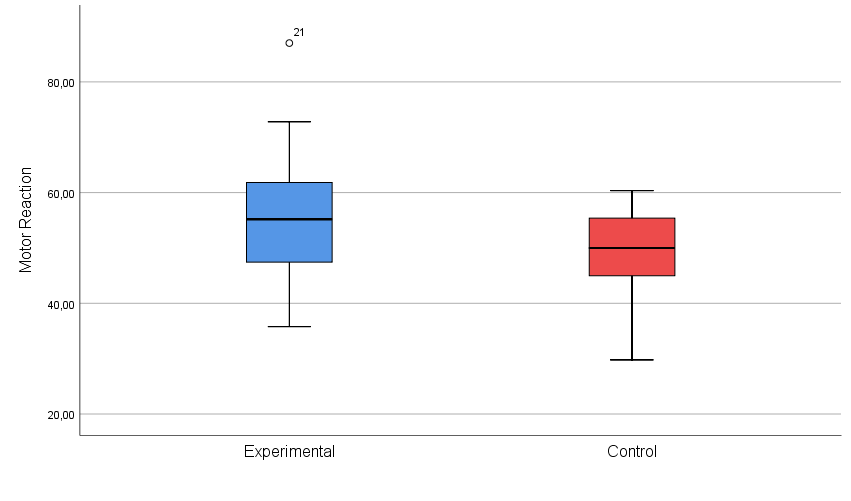 21
80,00
60,00
40,00
20,00
Motor Reaction
Experimental
Control